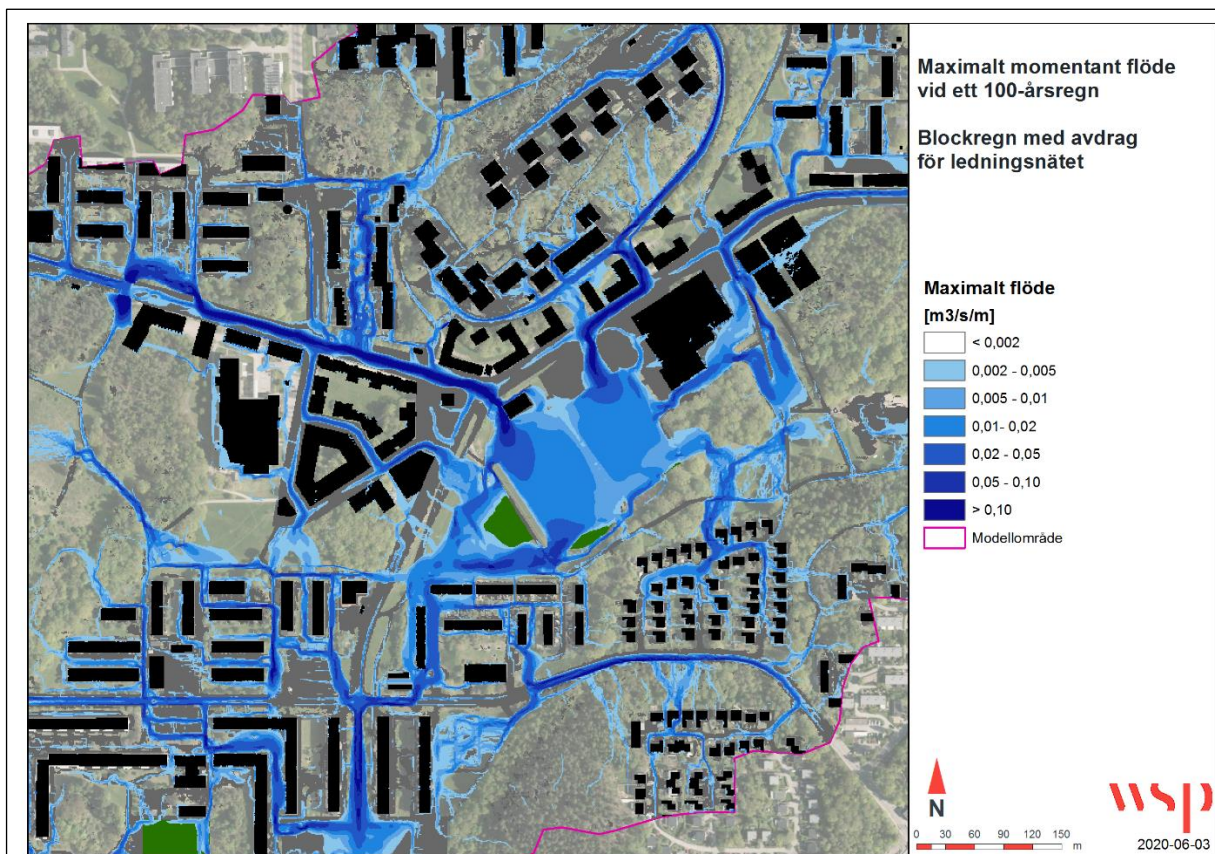 Maximalt momentant flöde
vid ett 100-årsregn
Blockregn med avdrag
för ledningsnätet
Maximalt flöde
[m3/s/m]
< 0,002
0,002 - 0,005
0,005 - 0,01
0,01- 0,02
0,02 - 0,05
0,05 - 0,10
> 0,10
Modellområde
N
wsp
0 30 60 90 120 150
m
2020-06-03